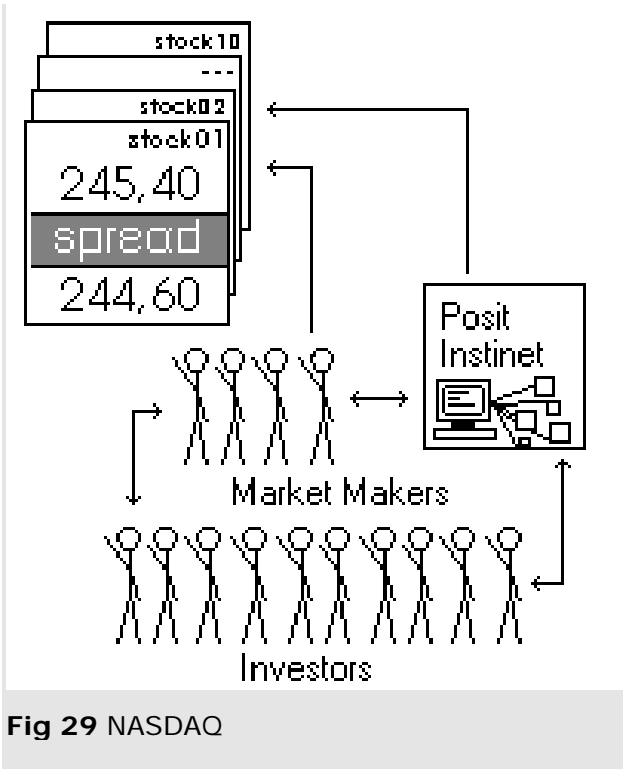 stock10
---
stock02
stock01
245,40
spread
244,60
Posit
Instinet
Market Makers
Investors
Fig 29 NASDAQ